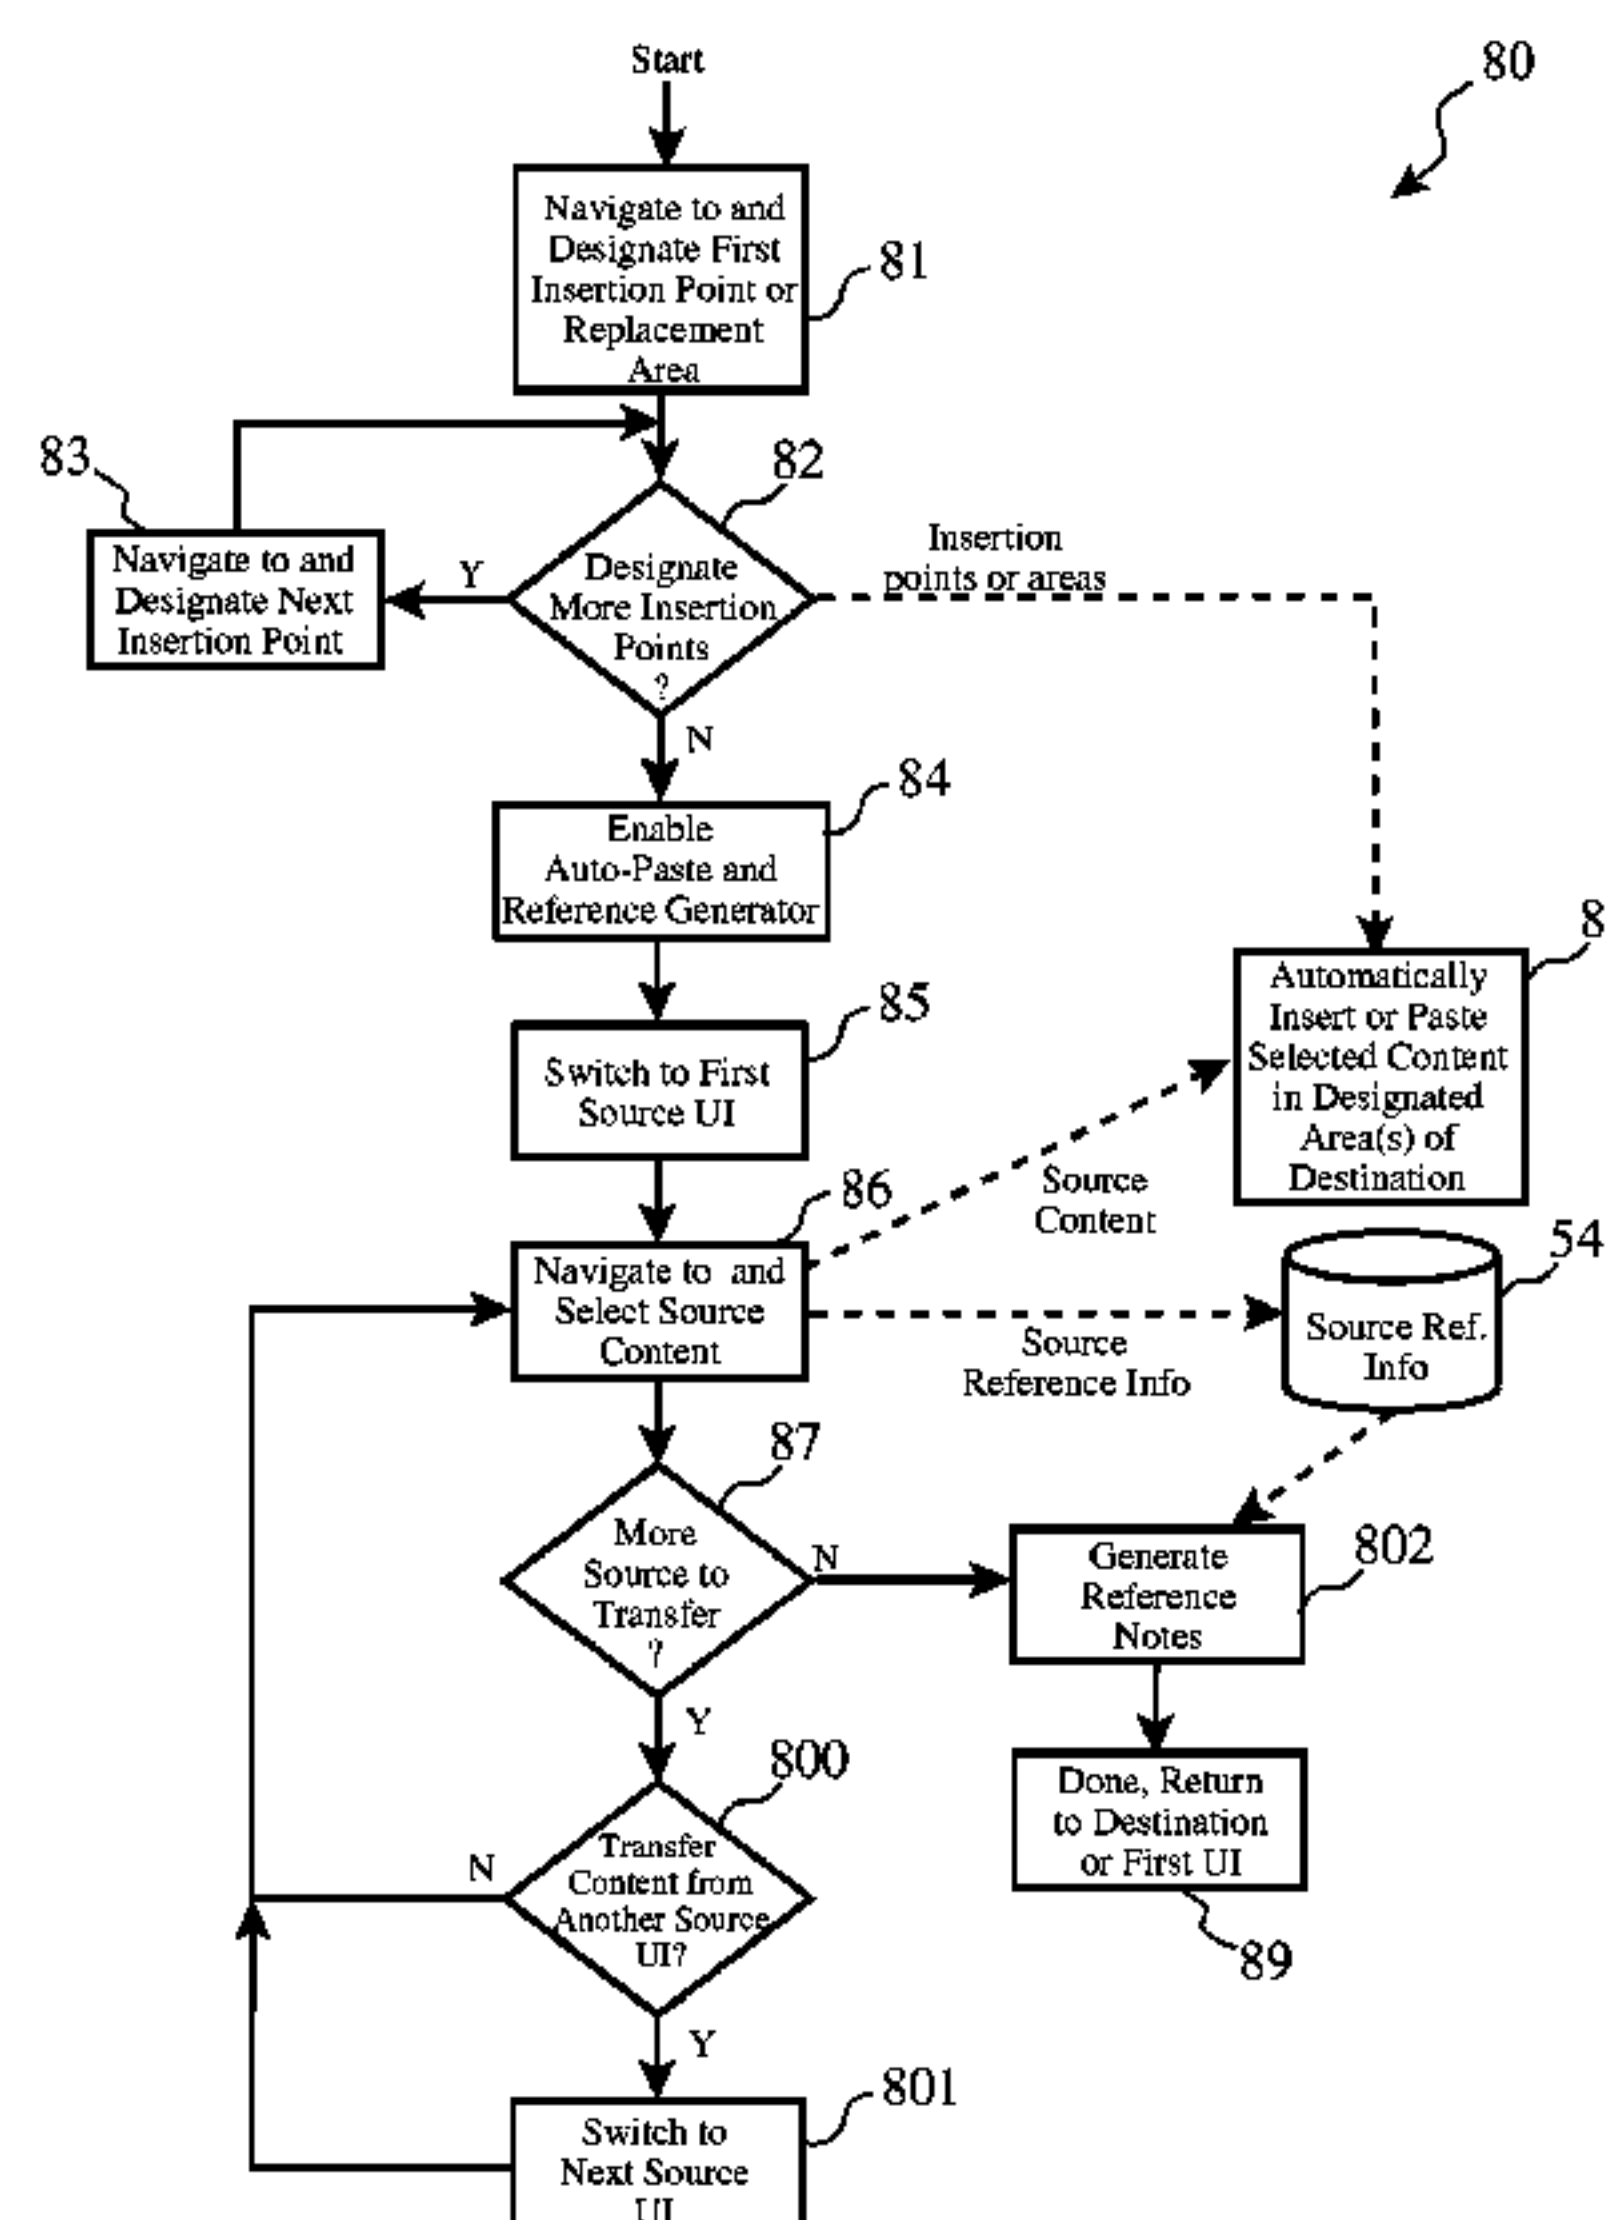 Start
80
Navigate to and
Designate First
Insertion Point or
Replacement
Area
81
83
82
Navigate to and
Designate Next
Insertion Point
Y
Designate
More Insertion
Points
?
Insertion
points or areas
N
84
Enable
Auto-Paste and
Reference Generator
8
Automatically
Insert or Paste
Selected Content
in Designated
Area(s) of
Destination
85
Switch to First
Source UI
86
Source
Content
Navigate to and
Select Source
Content
Source
Reference Info
54
Source Ref.
Info
87
More
Source to
Transfer
?
N
802
Generate
Reference
Notes
Y
800
Done, Return
to Destination
or First UI
89
N
Transfer
Content from
Another Source
UI?
Y
801
Switch to
Next Source
UI